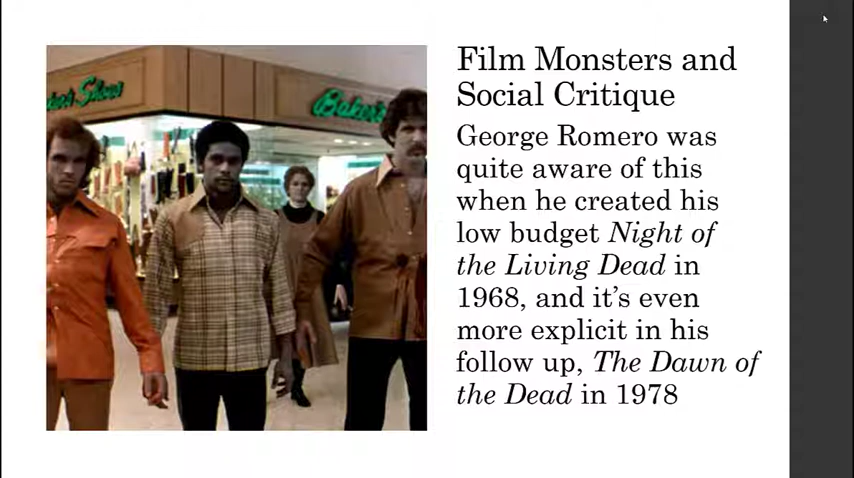 Shoes
Baker's
Film Monsters and
Social Critique
George Romero was
quite aware of this
when he created his
low budget Night of
the Living Dead in
1968, and it’s even
more explicit in his
follow up, The Dawn of
the Dead in 1978